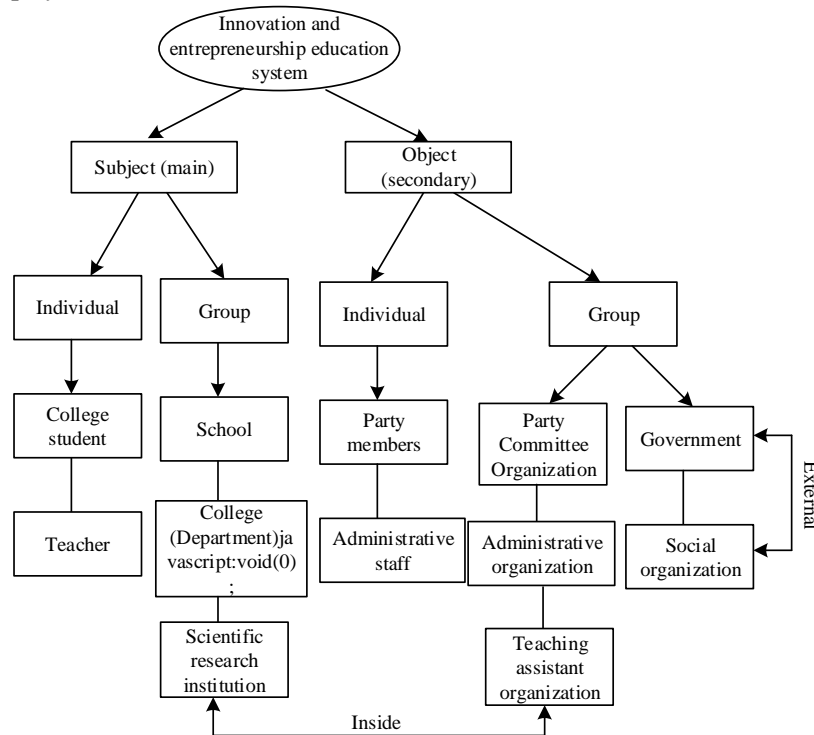 Innovation and
entrepreneurship education
system
Subject (main)
Object
(secondary)
Individual
Group
Individual
Group
College
student
School
Party
members
Party
Committee
Organization
Government
External
Teacher
College
(Department)ja
vascript:void(0)
;
Administrative
staff
Administrative
organization
Social
organization
Scientific
research
institution
Teaching
assistant
organization
Inside